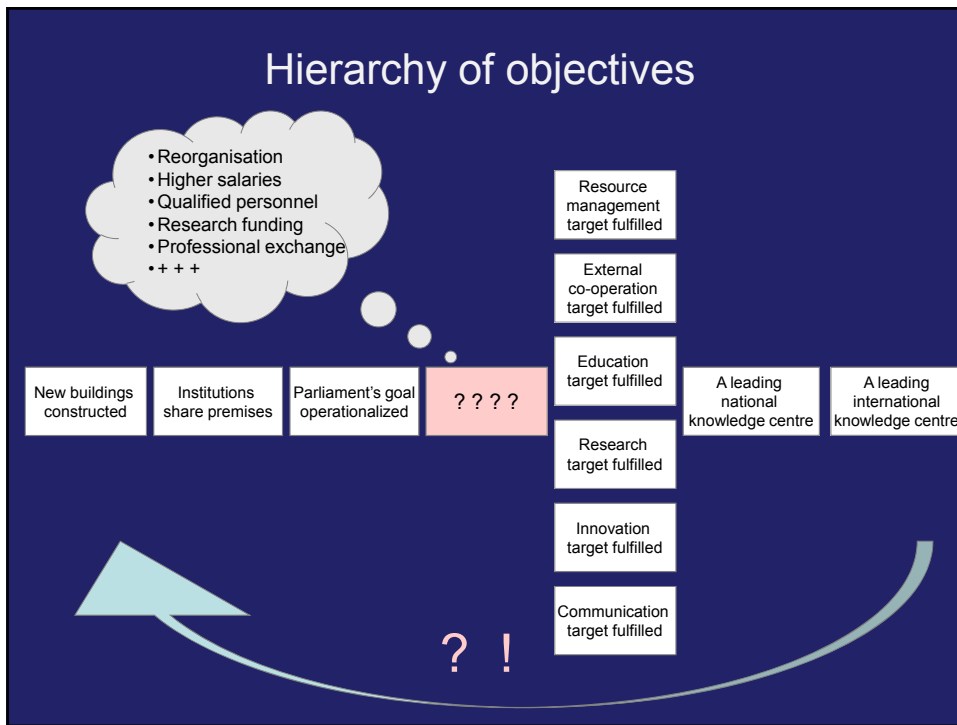 Hierarchy of objectives
• Reorganisation
• Higher salaries
• Qualified personnel
• Research funding
• Professional exchange
• + + +
New buildings
constructed
Institutions
share premises
Parliament's goal
operationalized
? ? ? ?
Resource
management
target fulfilled
External
co-operation
target fulfilled
Education
target fulfilled
Research
target fulfilled
Innovation
target fulfilled
Communication
target fulfilled
A leading
national
knowledge centre
A leading
international
knowledge centre
? !